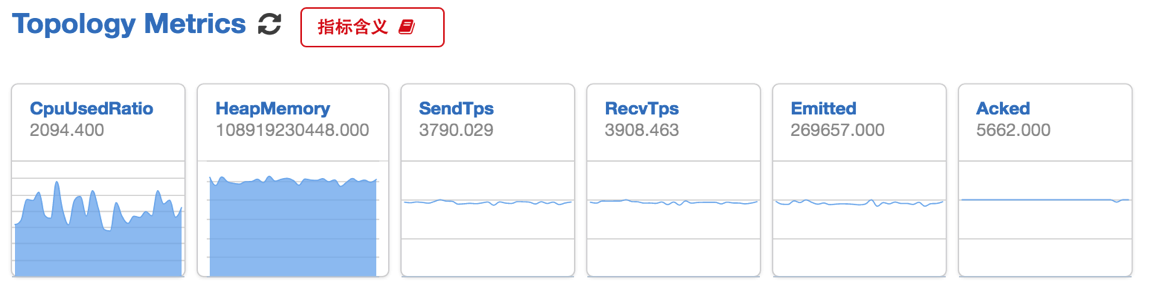 Topology Metrics 指标含义
CpuUsedRatio
2094.400
HeapMemory
108919230448.000
SendTps
3790.029
RecvTps
3908.463
Emitted
269657.000
Acked
5662.000